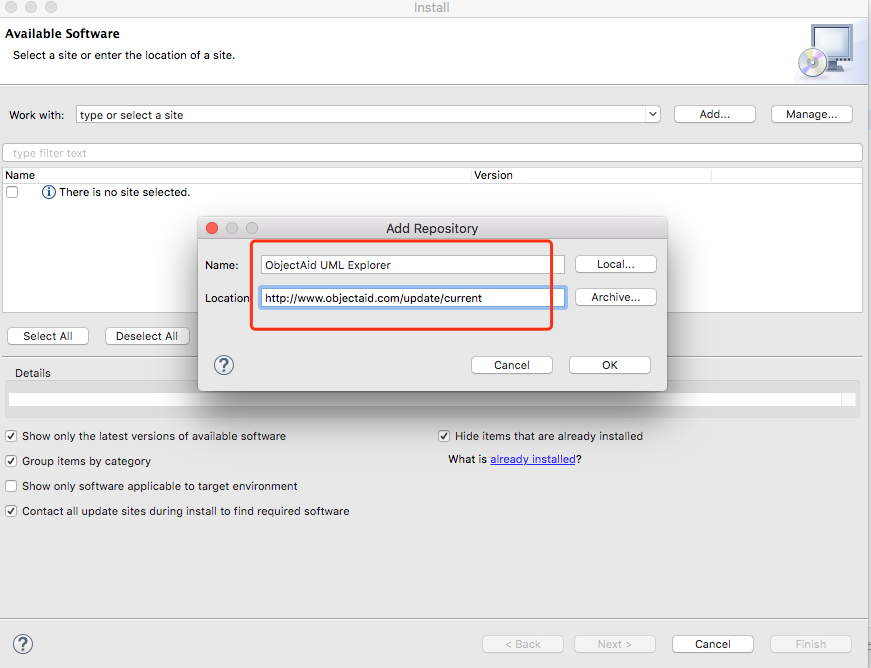 Install
Available Software
Select a site or enter the location of a site.
Work with: type or select a site Add... Manage...
type filter text
Name Version
There is no site selected.
Add Repository
Name: ObjectAid UML Explorer Local...
Location http://www.objectaid.com/update/current Archive...
Select All Deselect All
? Cancel OK
Details
Show only the latest versions of available software Hide items that are already installed
Group items by category What is already installed?
Show only software applicable to target environment
Contact all update sites during install to find required software
? < Back Next > Cancel Finish